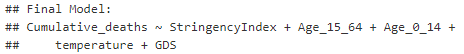 ## Final Model:
## Cumulative_deaths ~ StringencyIndex + Age_15_64 + Age_0_14 +
##     temperature + GDS